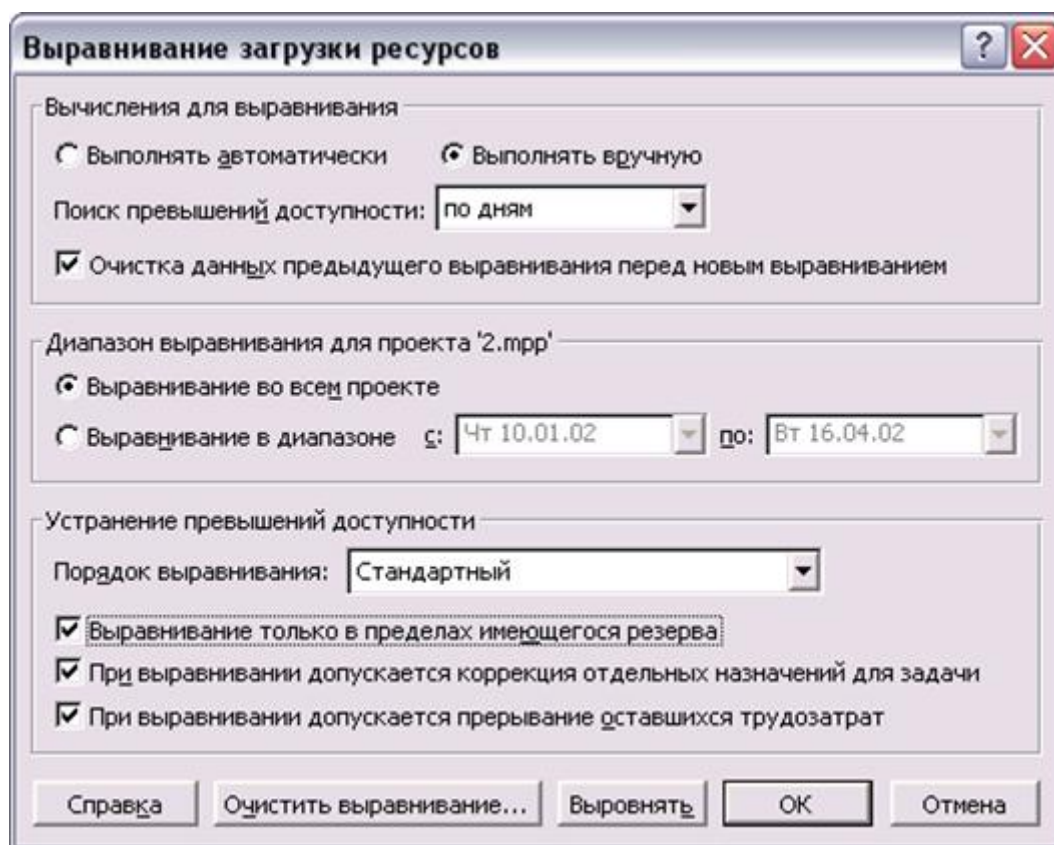 Выравнивание загрузки ресурсов
Вычисления для выравнивания
Выполнять автоматически Выполнять вручную
Поиск превышений доступности: по дням
Очистка данных предыдущего выравнивания перед новым выравниванием
Диапазон выравнивания для проекта '2.mpp'
Выравнивание во всем проекте
Выравнивание в диапазоне с: Чт 10.01.02 по: Вт 16.04.02
Устранение превышений доступности
Порядок выравнивания: Стандартный
Выравнивание только в пределах имеющегося резерва
При выравнивании допускается коррекция отдельных назначений для задачи
При выравнивании допускается прерывание оставшихся трудозатрат
Справка Очистить выравнивание... Выровнять ОК Отмена